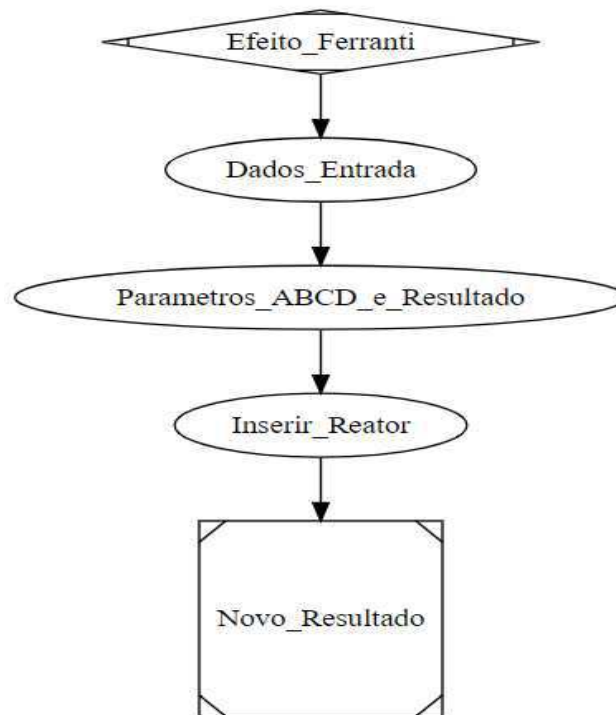 Efeito_Ferranti
Dados_Entrada
Parametros_ABCD_e_Resultado
Inserir_Reator
Novo_Resultado